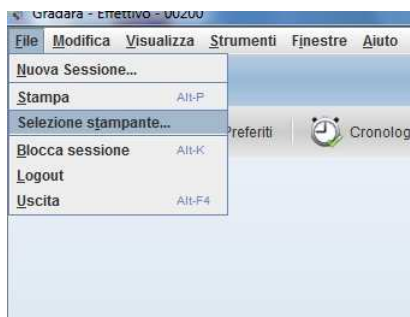 Gradara - Effettivo - 00200
File Modifica Visualizza Strumenti Finestre Aiuto
Nuova Sessione...
Stampa Alt-P
Selezione stampante...
Preferiti Cronolog
Blocca sessione Alt-K
Logout
Uscita Alt-F4